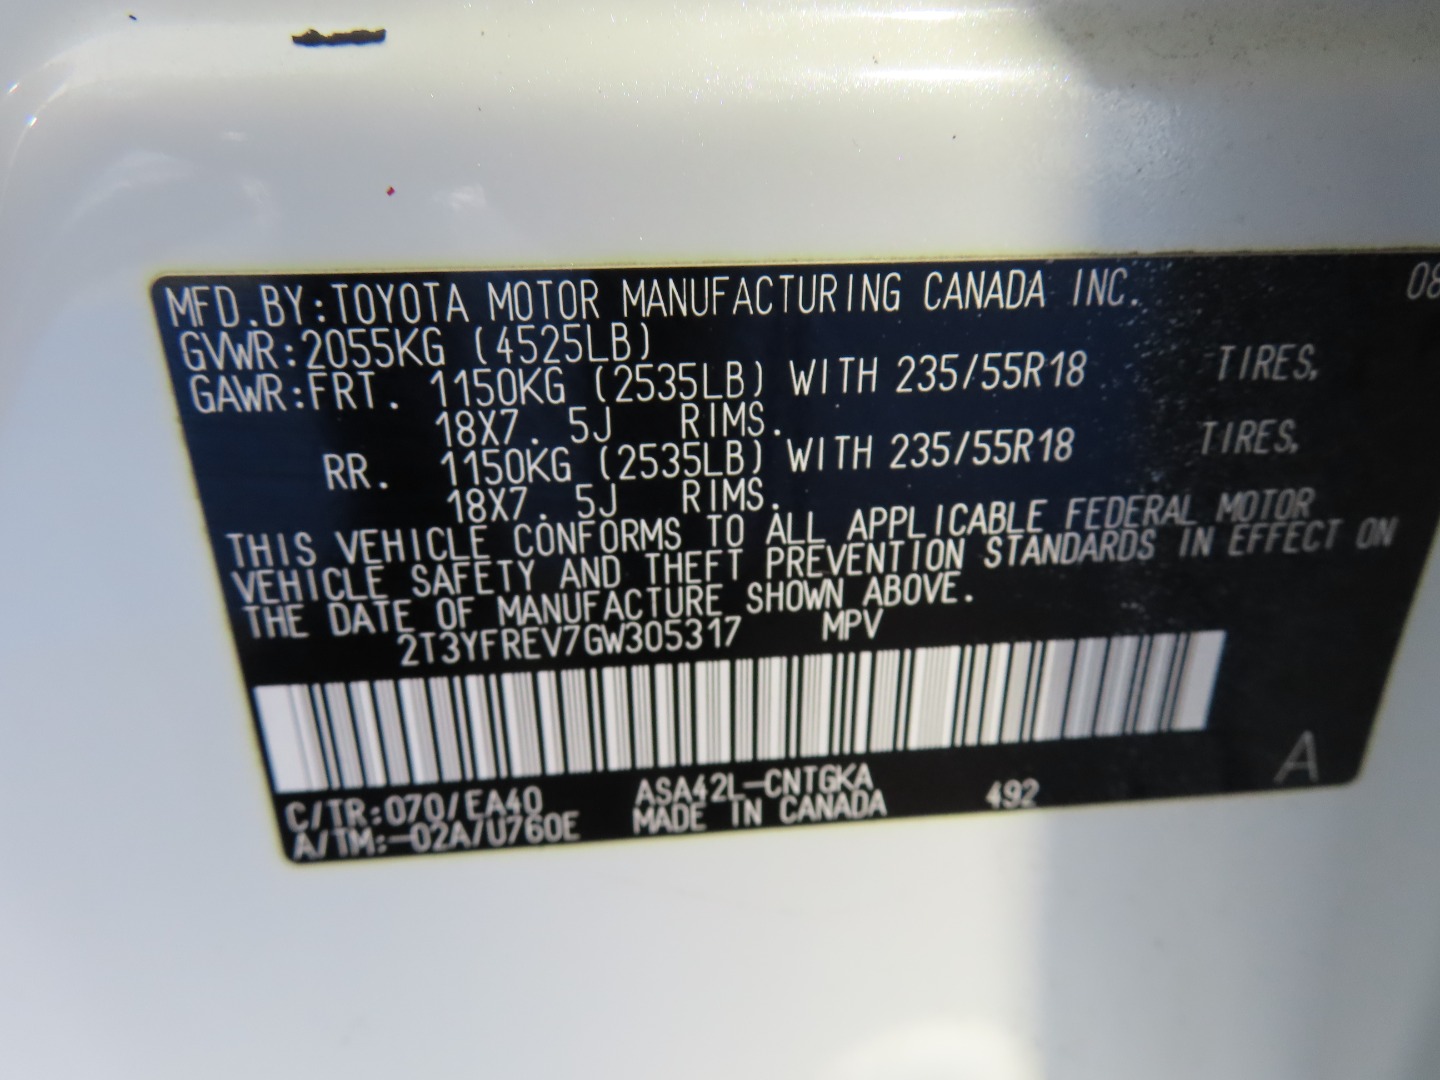 MFD.BY:TOYOTA MOTOR MANUFACTURING CANADA INC. 08
GVWR:2055KG (4525LB)
GAWR:FRT. 1150KG (2535LB) WITH 235/55R18 TIRES,
18X7.5J RIMS.
RR. 1150KG (2535LB) WITH 235/55R18 TIRES,
18X7.5J RIMS.
THIS VEHICLE CONFORMS TO ALL APPLICABLE FEDERAL MOTOR
VEHICLE SAFETY AND THEFT PREVENTION STANDARDS IN EFFECT ON
THE DATE OF MANUFACTURE SHOWN ABOVE.
2T3YFREV7GW305317 MPV
C/TR:070/EA40 ASA42L-CNTGKA 492 A
A/TM:-02A/U760E MADE IN CANADA